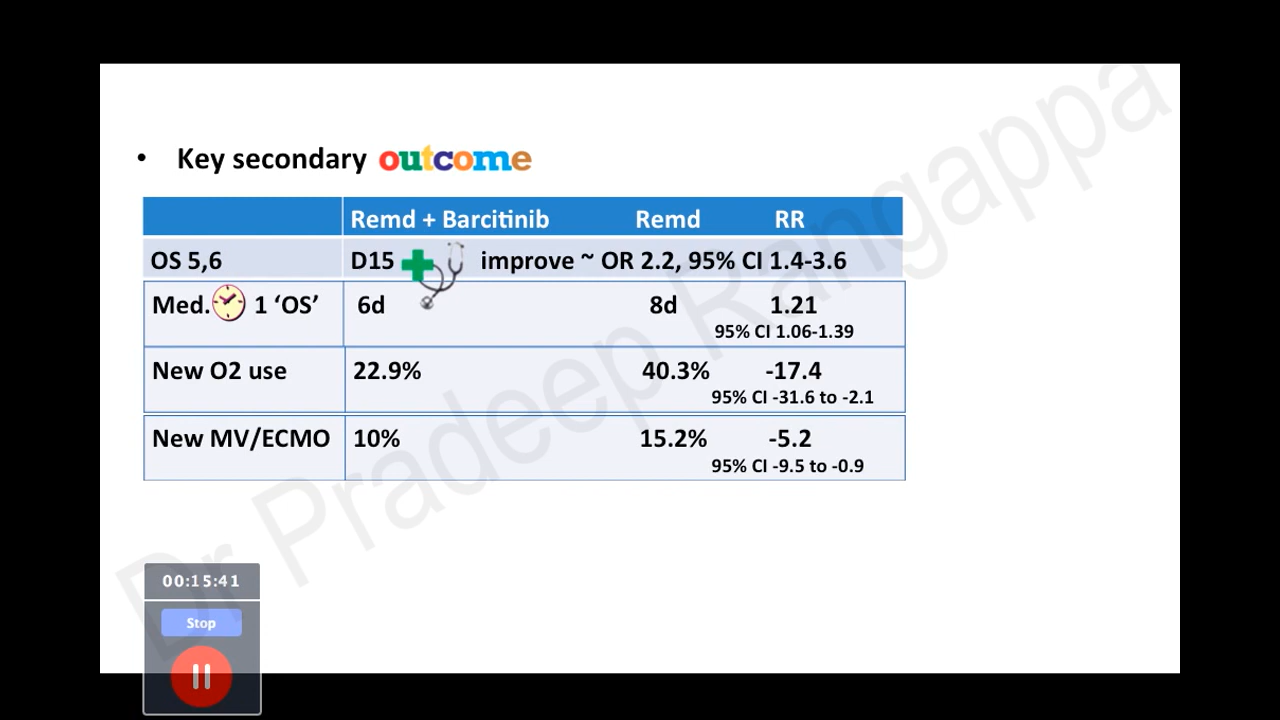 • Key secondary outcome
Remd + Barcitinib Remd RR
OS 5,6 D15 improve ~ OR 2.2, 95% CI 1.4-3.6
Med. 1 ‘OS’ 6d 8d 1.21
95% CI 1.06-1.39
New O2 use 22.9% 40.3% -17.4
95% CI -31.6 to -2.1
New MV/ECMO 10% 15.2% -5.2
95% CI -9.5 to -0.9
Dr Pradeep Rangappa
00:15:41
Stop